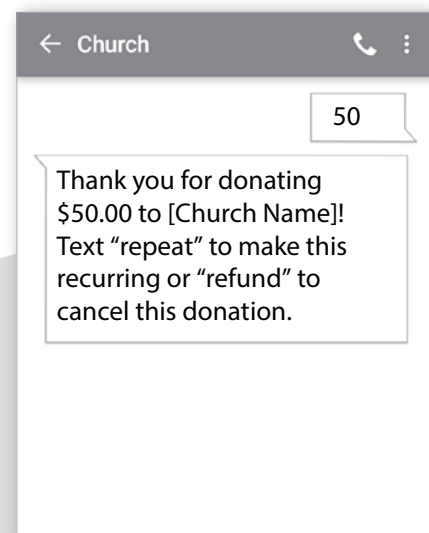 Church
50
Thank you for donating
$50.00 to [Church Name]!
Text “repeat” to make this
recurring or “refund” to
cancel this donation.